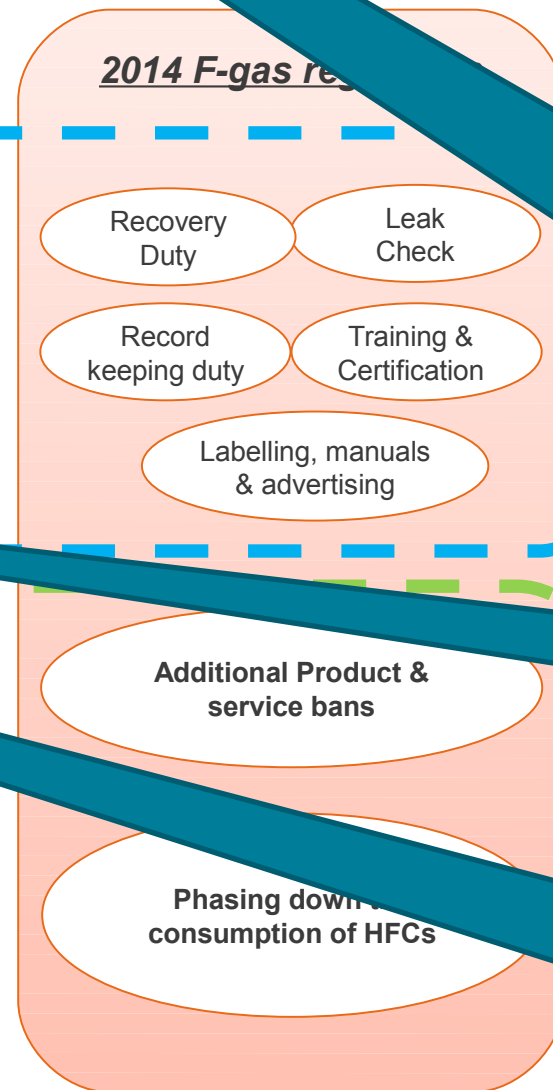 2014 F-gas
Recovery
Duty
Leak
Check
Record
keeping duty
Training &
Certification
Labelling, manuals
& advertising
Additional Product &
service bans
Phasing down
consumption of HFCs